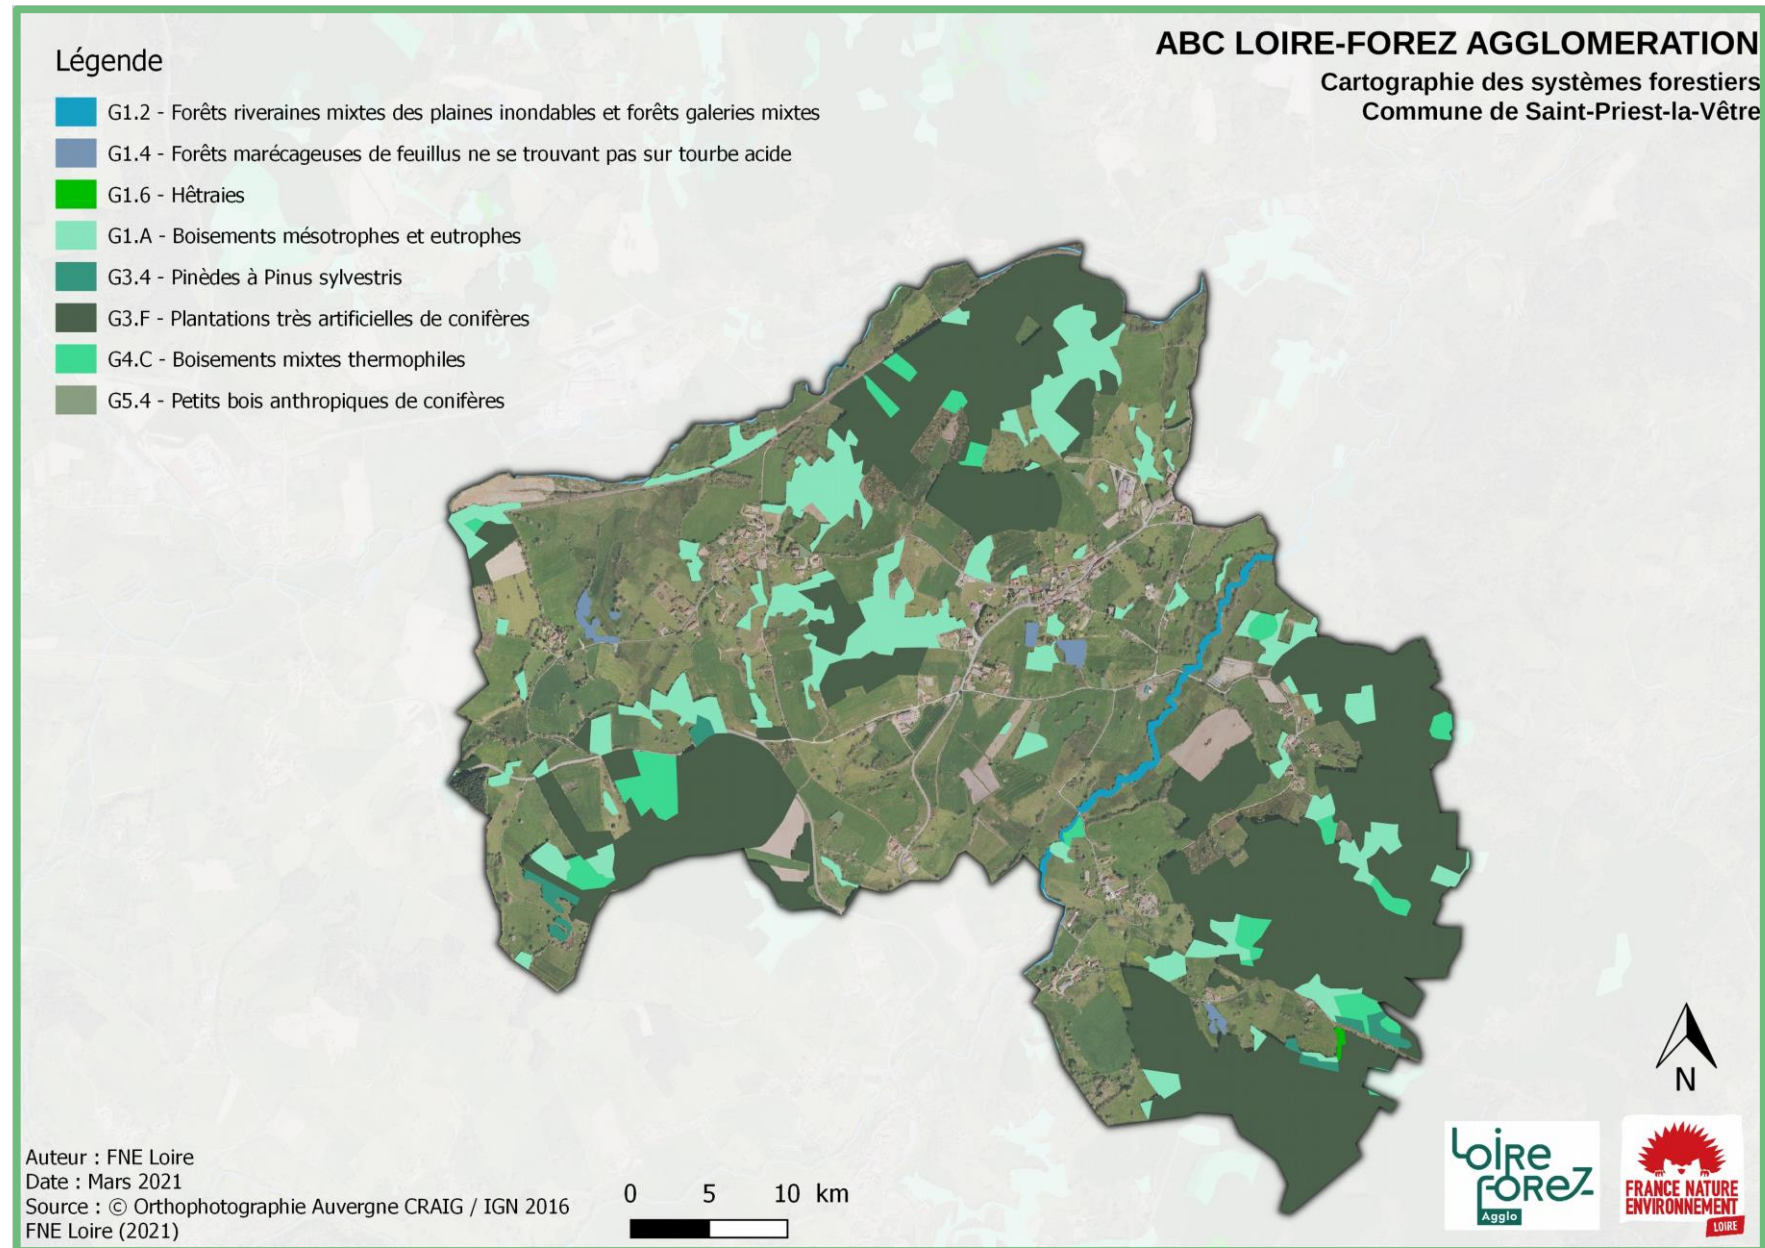 Légende
G1.2 - Forêts riveraines mixtes des plaines inondables et forêts galeries mixtes
G1.4 - Forêts marécageuses de feuillus ne se trouvant pas sur tourbe acide
G1.6 - Hêtraies
G1.A - Boisements mésotrophes et eutrophes
G3.4 - Pinèdes à Pinus sylvestris
G3.F - Plantations très artificielles de conifères
G4.C - Boisements mixtes thermophiles
G5.4 - Petits bois anthropiques de conifères
ABC LOIRE-FOREZ AGGLOMERATION
Cartographie des systèmes forestiers
Commune de Saint-Priest-la-Vêtre
N
Auteur : FNE Loire
Date : Mars 2021
Source : © Orthophotographie Auvergne CRAIG / IGN 2016
FNE Loire (2021)
0 5 10 km
Loire
Forez
Agglo
FRANCE NATURE
ENVIRONNEMENT
LOIRE